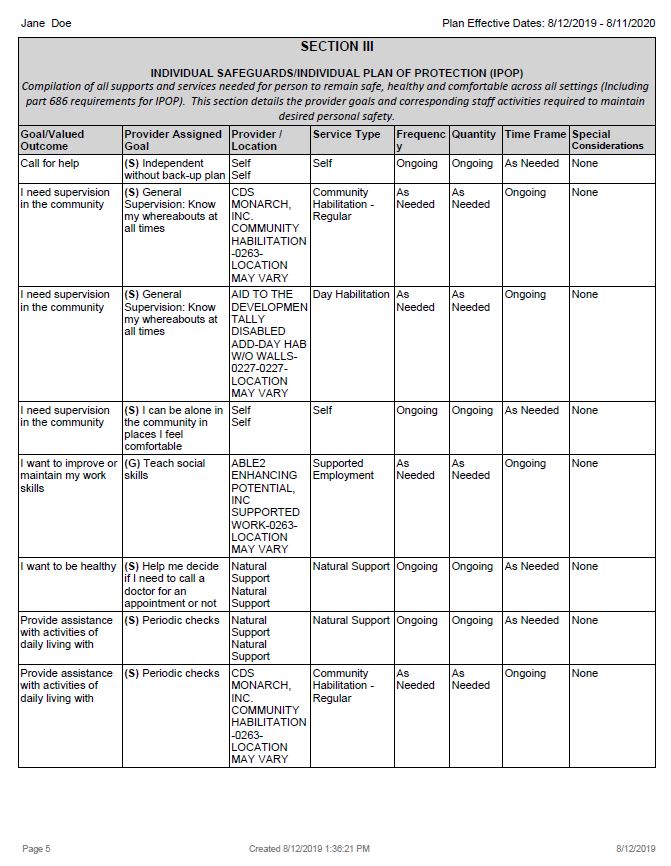 Jane Doe Plan Effective Dates: 8/12/2019 - 8/11/2020
SECTION III
INDIVIDUAL SAFEGUARDS/INDIVIDUAL PLAN OF PROTECTION (IPOP)
Compilation of all supports and services needed for person to remain safe, healthy and comfortable across all settings (Including
part 686 requirements for IPOP). This section details the provider goals and corresponding staff activities required to maintain
desired personal safety.
Goal/Valued Provider Assigned Provider / Service Type Frequenc Quantity Time Frame Special
Outcome Goal Location y Considerations
Call for help (S) Independent Self Self Ongoing Ongoing As Needed None
without back-up plan Self
I need supervision (S) General CDS Community As As Ongoing None
in the community Supervision: Know MONARCH, Habilitation - Needed Needed
my whereabouts at INC. Regular
all times COMMUNITY
HABILITATION
-0263-
LOCATION
MAY VARY
I need supervision (S) General AID TO THE Day Habilitation As As Ongoing None
in the community Supervision: Know DEVELOPMEN Needed Needed
my whereabouts at TALLY
all times DISABLED
ADD-DAY HAB
W/O WALLS-
0227-0227-
LOCATION
MAY VARY
I need supervision (S) I can be alone in Self Self Ongoing Ongoing As Needed None
in the community the community in Self
places I feel
comfortable
I want to improve or (G) Teach social ABLE2 Supported As As Ongoing None
maintain my work skills ENHANCING Employment Needed Needed
skills POTENTIAL,
INC
SUPPORTED
WORK-0263-
LOCATION
MAY VARY
I want to be healthy (S) Help me decide Natural Natural Support Ongoing Ongoing As Needed None
if I need to call a Support
doctor for an Natural
appointment or not Support
Provide assistance (S) Periodic checks Natural Natural Support Ongoing Ongoing As Needed None
with activities of Support
daily living with Natural
Support
Provide assistance (S) Periodic checks CDS Community As As Ongoing None
with activities of MONARCH, Habilitation - Needed Needed
daily living with INC. Regular
COMMUNITY
HABILITATION
-0263-
LOCATION
MAY VARY
Page 5 Created 8/12/2019 1:36:21 PM 8/12/2019